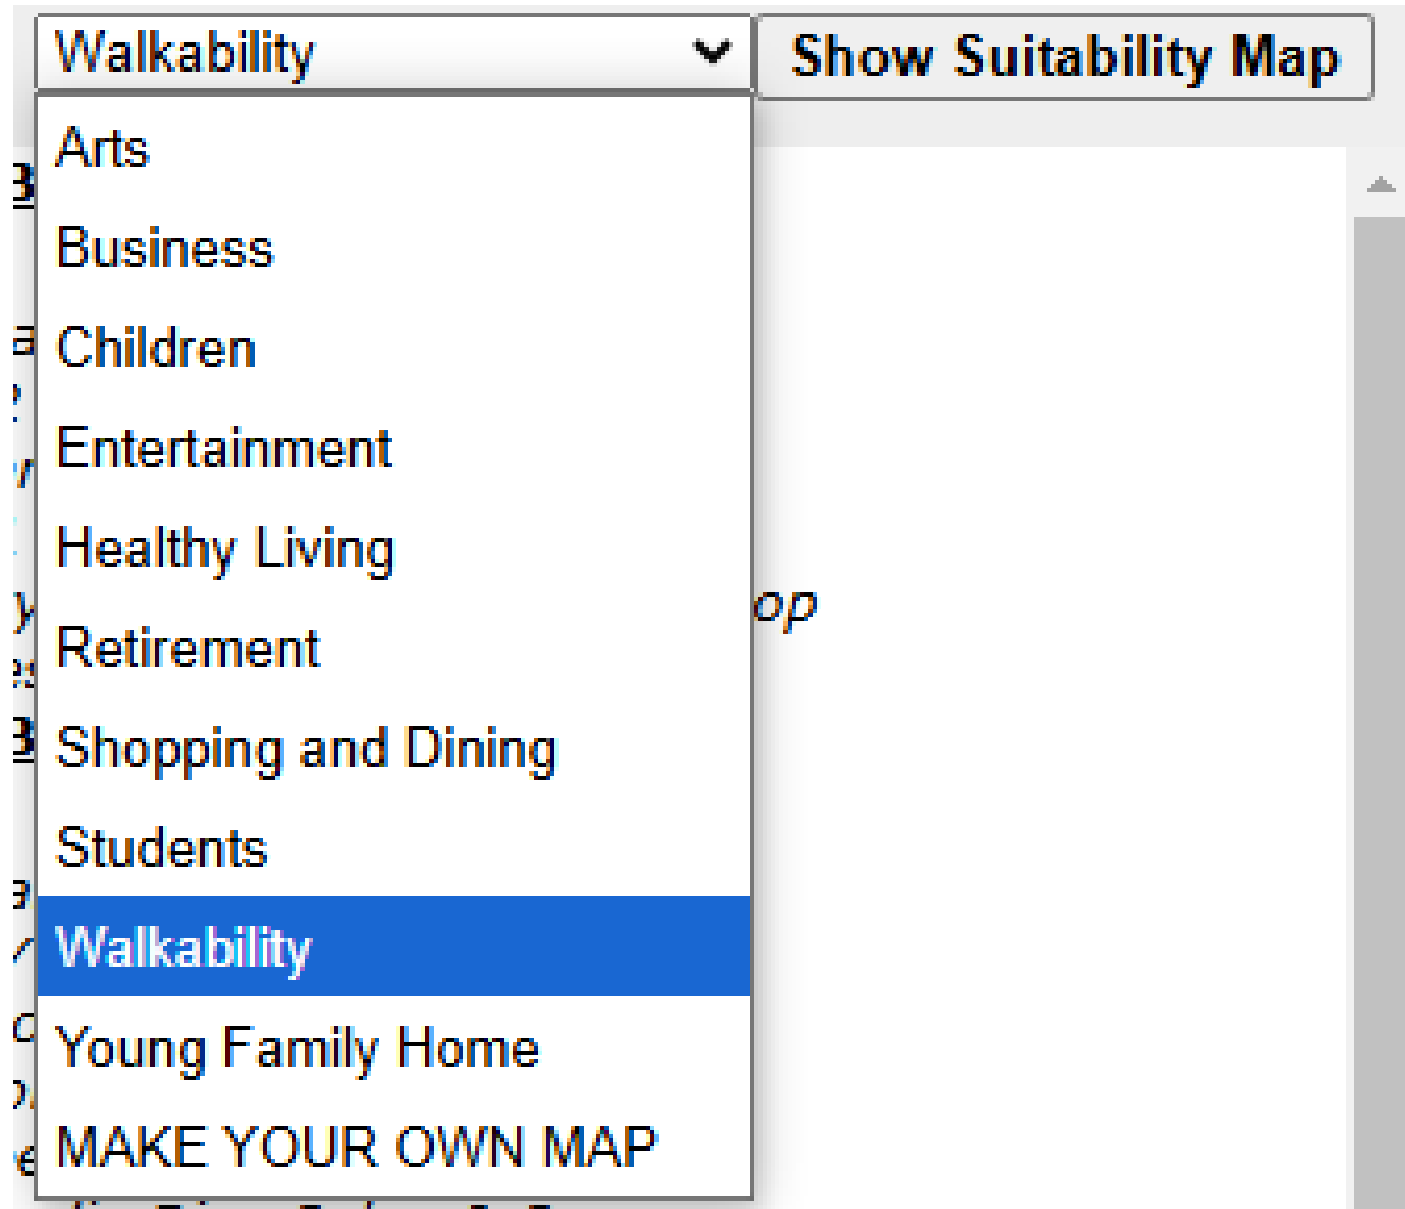 Walkability Show Suitability Map
Arts
Business
Children
Entertainment
Healthy Living
Retirement
Shopping and Dining
Students
Walkability
Young Family Home
MAKE YOUR OWN MAP